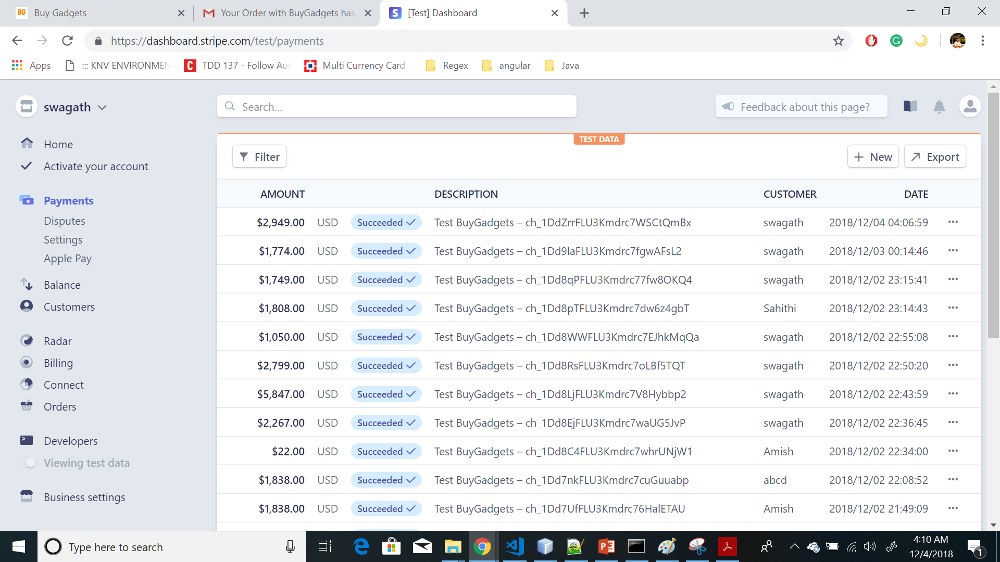 BG Buy Gadgets
Your Order with BuyGadgets has
S [Test] Dashboard
https://dashboard.stripe.com/test/payments
Apps
::: KNV ENVIRONMEN
C TDD 137 - Follow Aut
Multi Currency Card -
Regex
angular
Java
swagath
Search...
Feedback about this page?
Home
Activate your account
Payments
Disputes
Settings
Apple Pay
Balance
Customers
Radar
Billing
Connect
Orders
Developers
Viewing test data
Business settings
TEST DATA
Filter
New
Export
AMOUNT DESCRIPTION CUSTOMER DATE
$2,949.00 USD Succeeded Test BuyGadgets – ch_1DdZrrFLU3Kmdrc7WSCtQmBx swagath 2018/12/04 04:06:59
$1,774.00 USD Succeeded Test BuyGadgets – ch_1Dd9laFLU3Kmdrc7fgwAFsL2 swagath 2018/12/03 00:14:46
$1,749.00 USD Succeeded Test BuyGadgets – ch_1Dd8qPFLU3Kmdrc77fw8OKQ4 swagath 2018/12/02 23:15:41
$1,808.00 USD Succeeded Test BuyGadgets – ch_1Dd8pTFLU3Kmdrc7dw6z4gbT Sahithi 2018/12/02 23:14:43
$1,050.00 USD Succeeded Test BuyGadgets – ch_1Dd8WWFLU3Kmdrc7EJhkMqQa swagath 2018/12/02 22:55:08
$2,799.00 USD Succeeded Test BuyGadgets – ch_1Dd8RsFLU3Kmdrc7oLBf5TQT swagath 2018/12/02 22:50:20
$5,847.00 USD Succeeded Test BuyGadgets – ch_1Dd8LjFLU3Kmdrc7V8Hybbp2 swagath 2018/12/02 22:43:59
$2,267.00 USD Succeeded Test BuyGadgets – ch_1Dd8EjFLU3Kmdrc7waUG5JvP swagath 2018/12/02 22:36:45
$22.00 USD Succeeded Test BuyGadgets – ch_1Dd8C4FLU3Kmdrc7whrUNjW1 Amish 2018/12/02 22:34:00
$1,838.00 USD Succeeded Test BuyGadgets – ch_1Dd7nkFLU3Kmdrc7cuGuuabp abcd 2018/12/02 22:08:52
$1,838.00 USD Succeeded Test BuyGadgets – ch_1Dd7UfFLU3Kmdrc76HalETAU Amish 2018/12/02 21:49:09
Type here to search
4:10 AM
12/4/2018
1